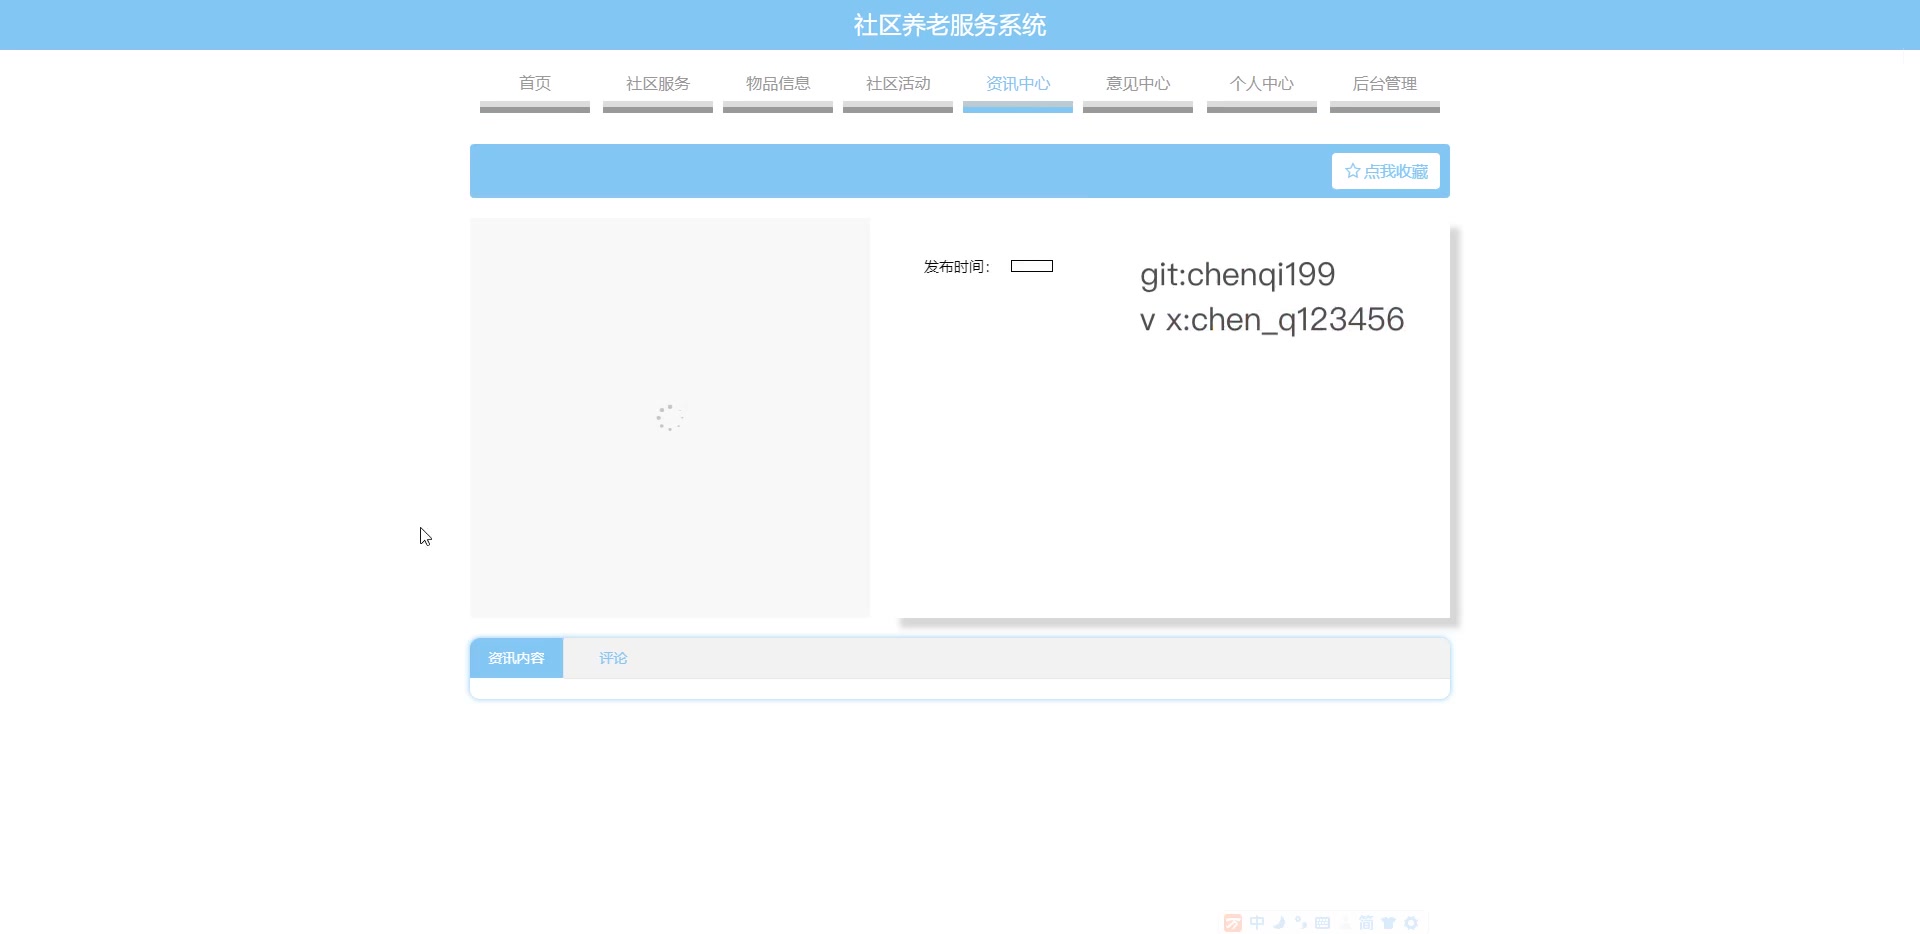 社区养老服务系统
首页 社区服务 物品信息 社区活动 资讯中心 意见中心 个人中心 后台管理
点我收藏
发布时间：
git:chenqi199
v x:chen_q123456
资讯内容 评论
中 简